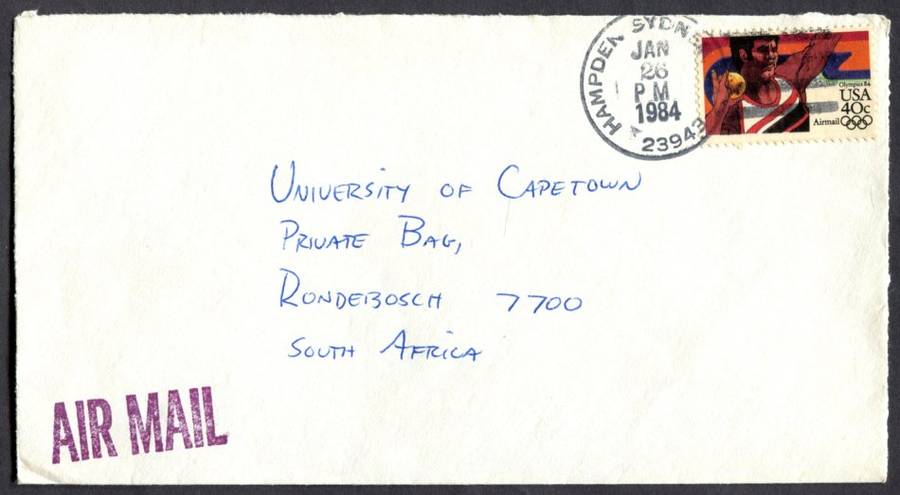 HAMPDEN SYDN
JAN
26
PM
1984
23943
Olympics 84
USA
40c
Airmail
UNIVERSITY OF CAPETOWN
PRIVATE BAG,
RONDEBOSCH 7700
SOUTH AFRICA
AIR MAIL